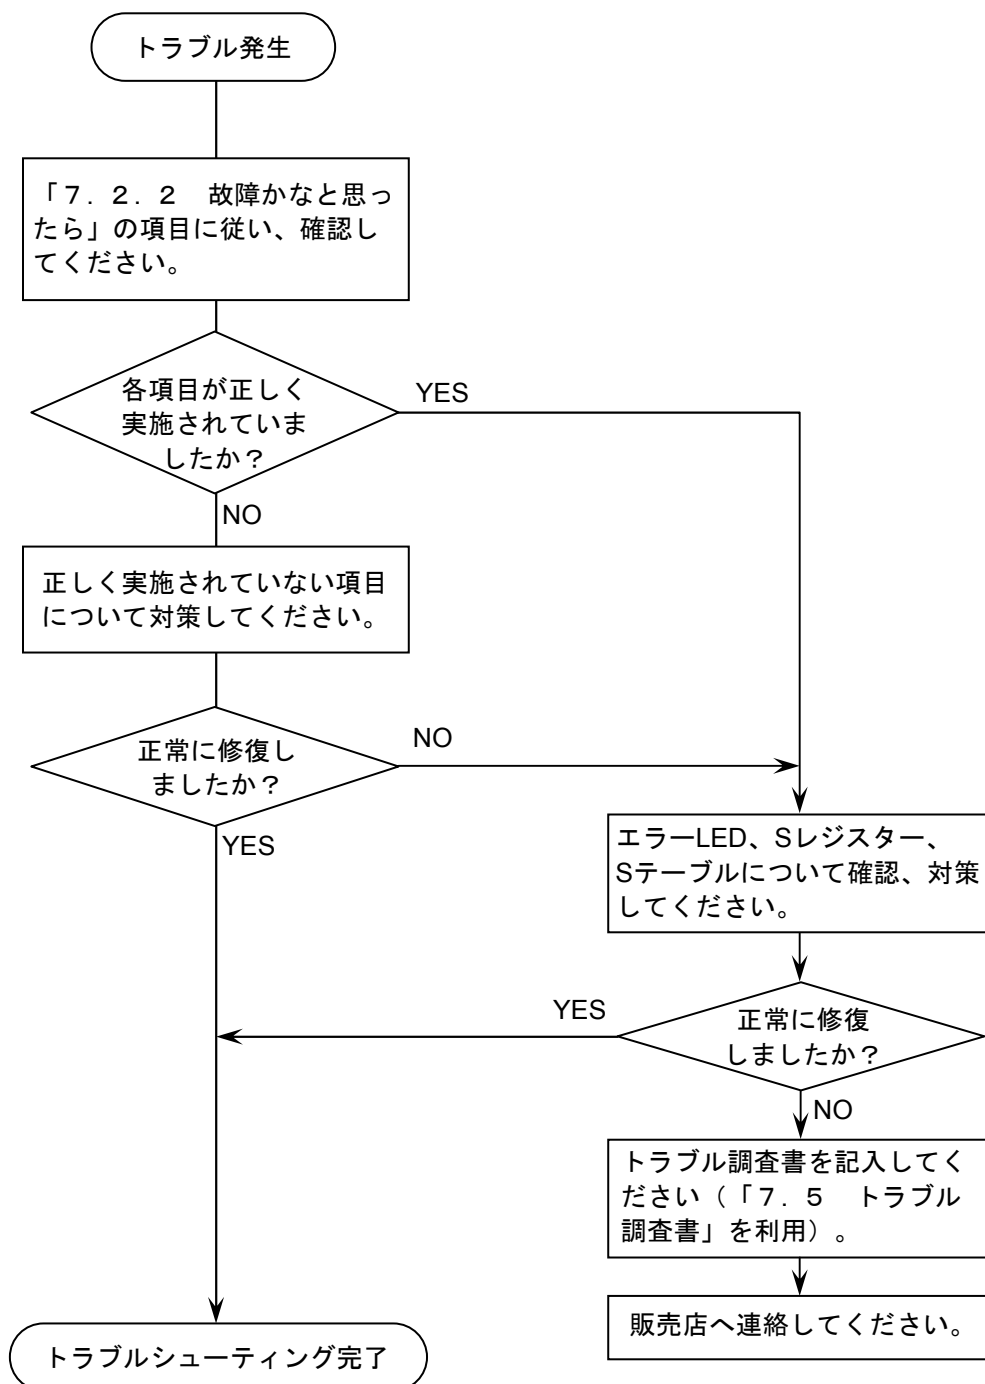 トラブル発生
「７．２．２　故障かなと思っ
たら」の項目に従い、確認し
てください。
各項目が正しく
実施されていま
したか？
YES
NO
正しく実施されていない項目
について対策してください。
正常に修復し
ましたか？
NO
YES
エラーLED、Sレジスター、
Sテーブルについて確認、対策
してください。
正常に修復
しましたか？
YES
NO
トラブル調査書を記入してく
ださい（「７．５　トラブル
調査書」を利用）。
販売店へ連絡してください。
トラブルシューティング完了